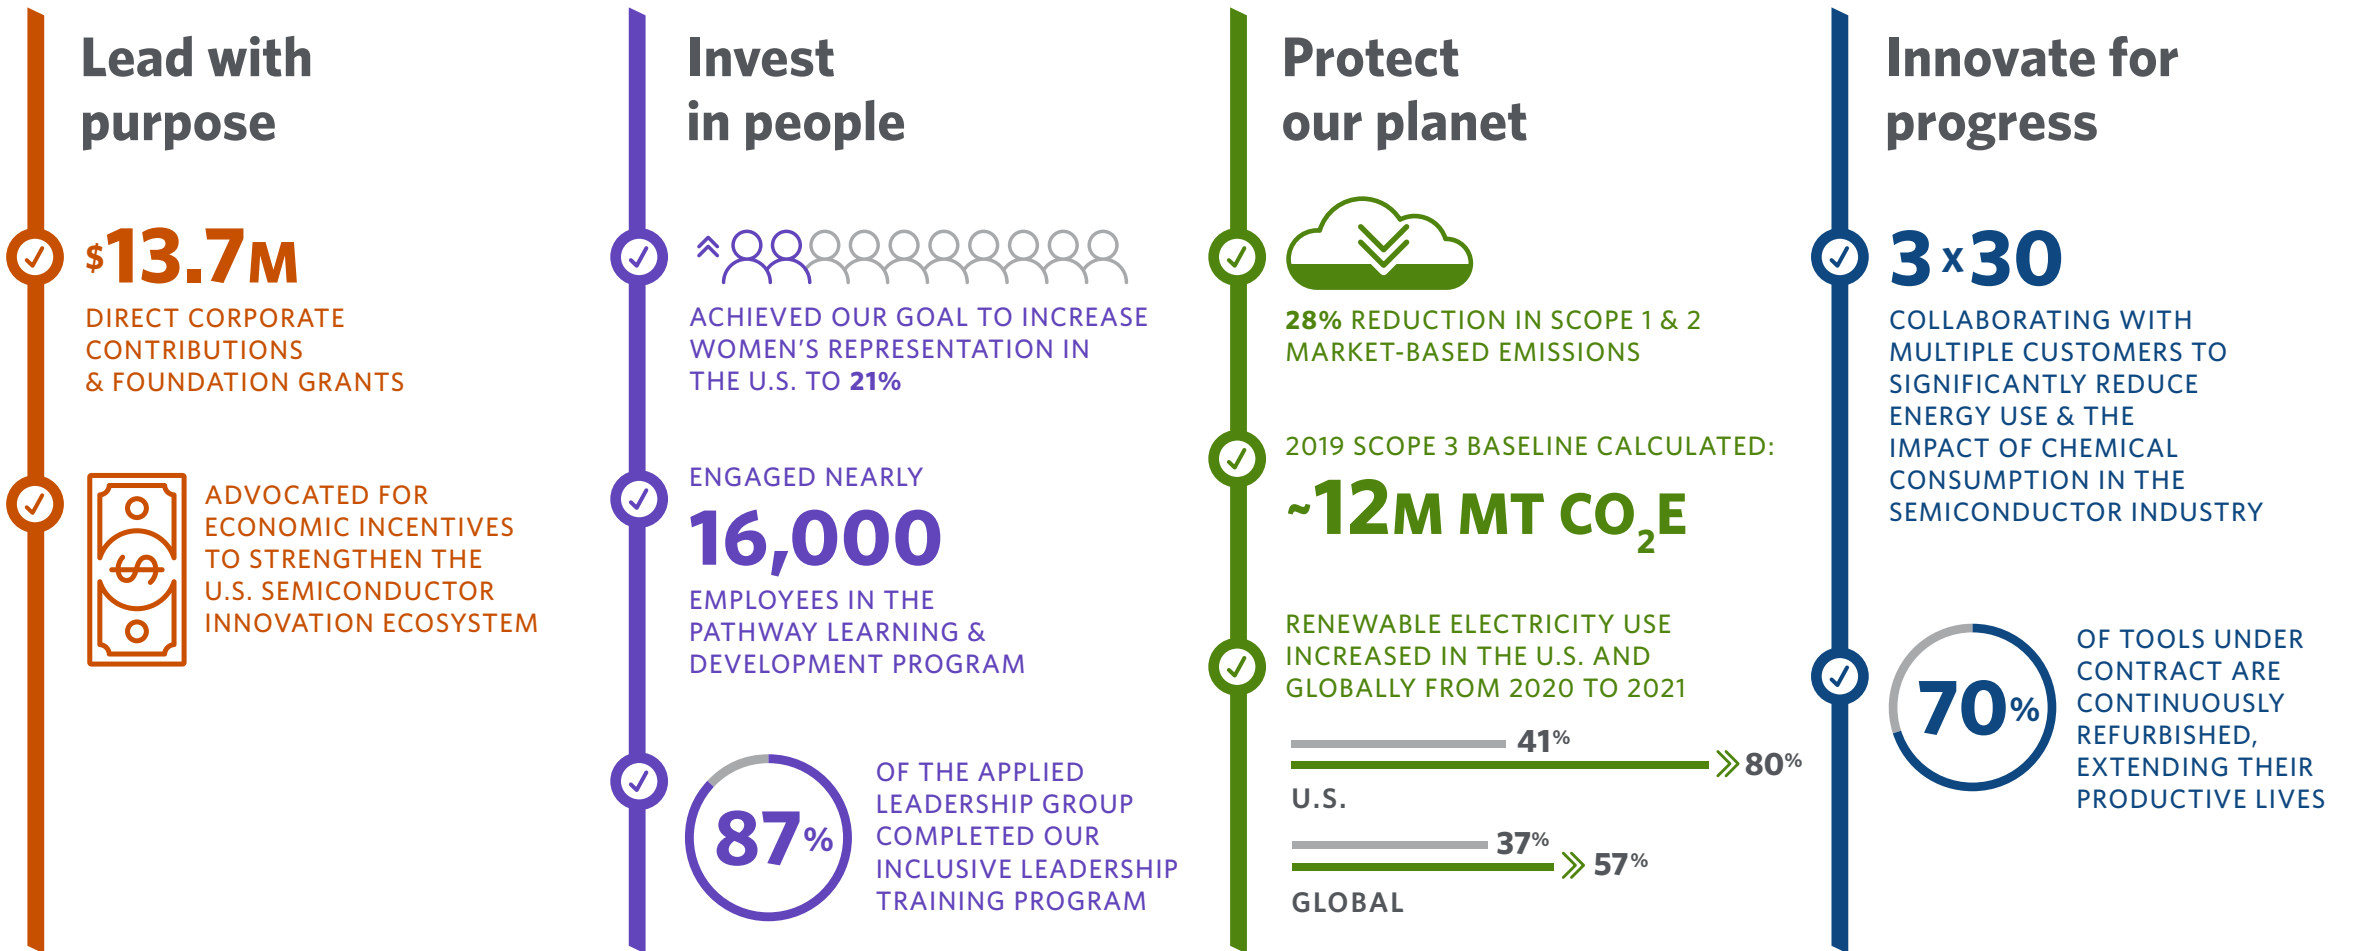 Lead with
purpose
$13.7M
DIRECT CORPORATE
CONTRIBUTIONS
& FOUNDATION GRANTS
$
ADVOCATED FOR
ECONOMIC INCENTIVES
TO STRENGTHEN THE
U.S. SEMICONDUCTOR
INNOVATION ECOSYSTEM
Invest
in people
ACHIEVED OUR GOAL TO INCREASE
WOMEN’S REPRESENTATION IN
THE U.S. TO 21%
ENGAGED NEARLY
16,000
EMPLOYEES IN THE
PATHWAY LEARNING &
DEVELOPMENT PROGRAM
87%
OF THE APPLIED
LEADERSHIP GROUP
COMPLETED OUR
INCLUSIVE LEADERSHIP
TRAINING PROGRAM
Protect
our planet
28% REDUCTION IN SCOPE 1 & 2
MARKET-BASED EMISSIONS
2019 SCOPE 3 BASELINE CALCULATED:
~12M MT CO₂E
RENEWABLE ELECTRICITY USE
INCREASED IN THE U.S. AND
GLOBALLY FROM 2020 TO 2021
41%
80%
U.S.
37%
57%
GLOBAL
Innovate for
progress
3 x 30
COLLABORATING WITH
MULTIPLE CUSTOMERS TO
SIGNIFICANTLY REDUCE
ENERGY USE & THE
IMPACT OF CHEMICAL
CONSUMPTION IN THE
SEMICONDUCTOR INDUSTRY
70%
OF TOOLS UNDER
CONTRACT ARE
CONTINUOUSLY
REFURBISHED,
EXTENDING THEIR
PRODUCTIVE LIVES